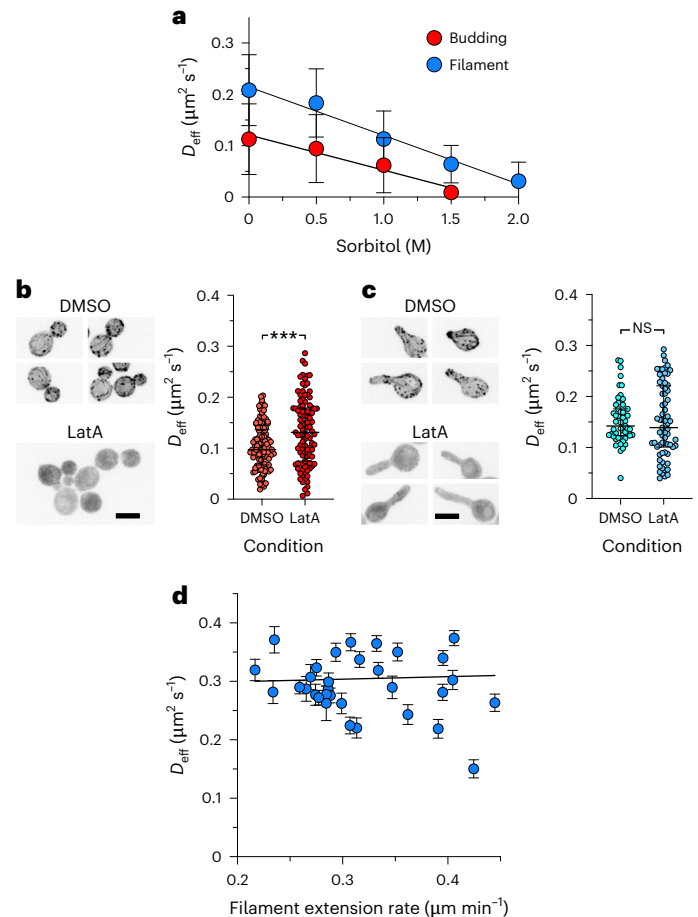 a
0.3
0.2
0.1
0
D_eff (µm² s⁻¹)
Budding
Filament
0 0.5 1.0 1.5 2.0
Sorbitol (M)
b
DMSO
LatA
0.4
0.3
0.2
0.1
0
D_eff (µm² s⁻¹)
***
DMSO LatA
Condition
c
DMSO
LatA
0.4
0.3
0.2
0.1
0
D_eff (µm² s⁻¹)
NS
DMSO LatA
Condition
d
0.4
0.3
0.2
0.1
0
D_eff (µm² s⁻¹)
0.2 0.3 0.4
Filament extension rate (µm min⁻¹)